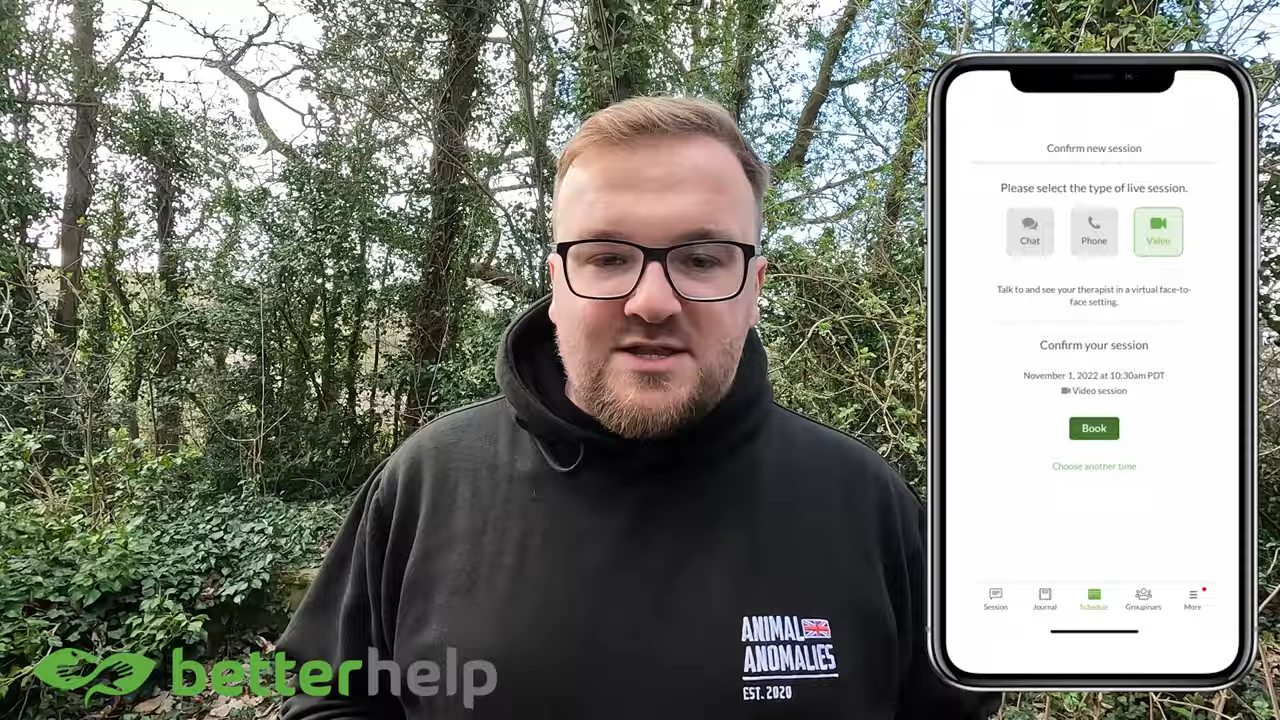 Confirm new session
Please select the type of live session.
Chat
Phone
Video
Talk to and see your therapist in a virtual face-to-
face setting.
Confirm your session
November 1, 2022 at 10:30am PDT
Video session
Book
Choose another time
Session
Journal
Schedule
Groupinars
More
ANIMAL
ANOMALIES
EST. 2020
betterhelp